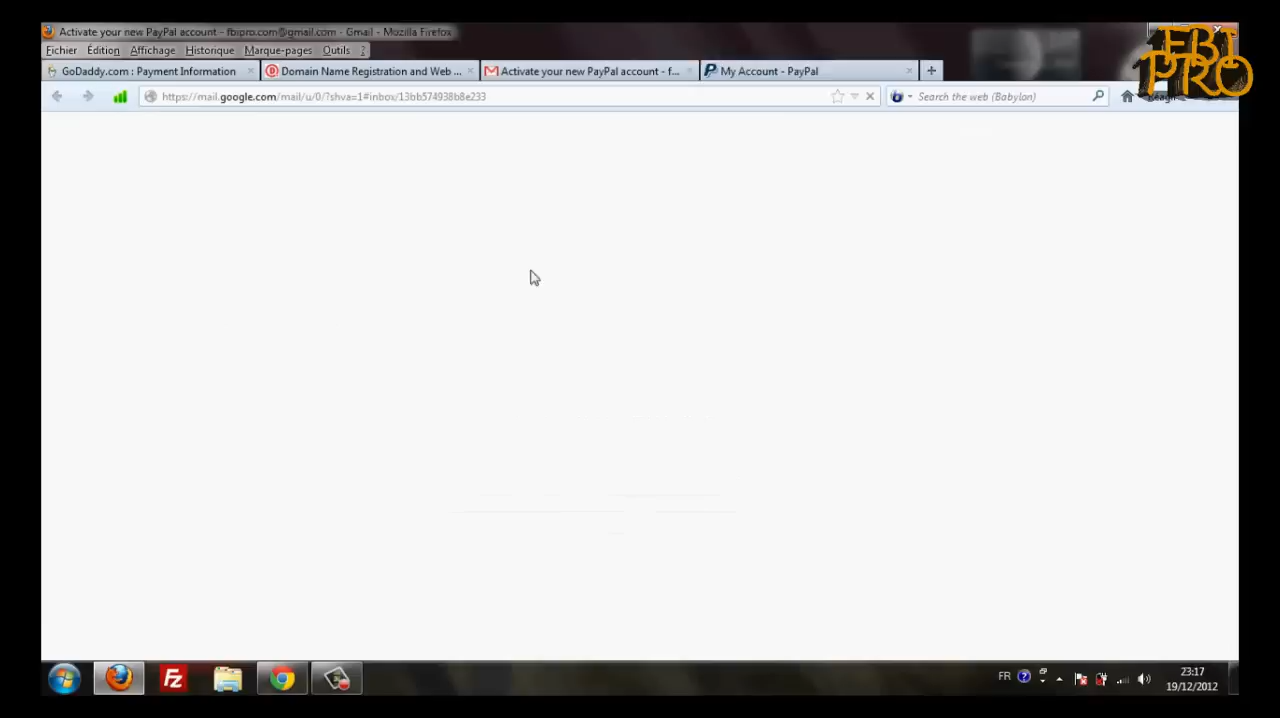 Activate your new PayPal account - fbipro.com@gmail.com - Gmail - Mozilla Firefox
Fichier Édition Affichage Historique Marque-pages Outils ?
GoDaddy.com : Payment Information Domain Name Registration and Web ... Activate your new PayPal account - f... My Account - PayPal
https://mail.google.com/mail/u/0/?shva=1#inbox/13bb574938b8e233 Search the web (Babylon)
FBI
PRO
FR 23:17
19/12/2012